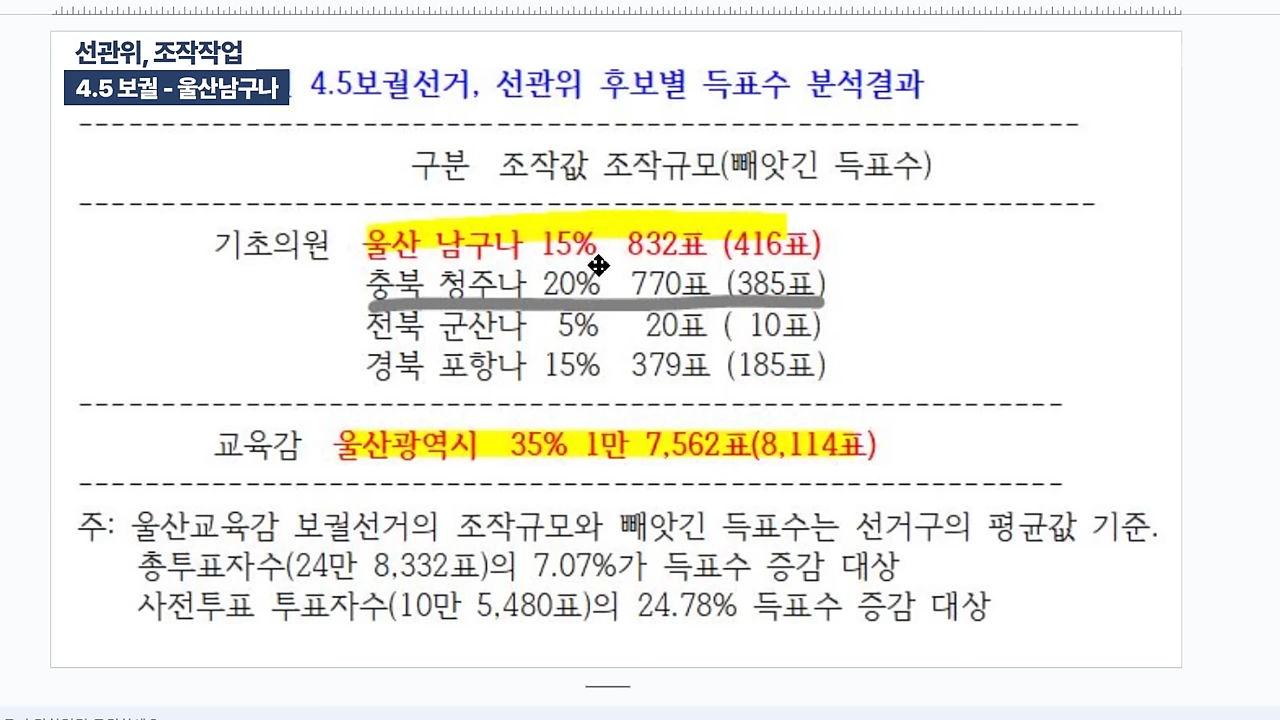 선관위, 조작작업
4.5 보궐 - 울산남구나
4.5보궐선거, 선관위 후보별 득표수 분석결과
구분 조작값 조작규모(빼앗긴 득표수)
기초의원 울산 남구나 15% 832표 (416표)
충북 청주나 20% 770표 (385표)
전북 군산나 5% 20표 ( 10표)
경북 포항나 15% 379표 (185표)
교육감 울산광역시 35% 1만 7,562표(8,114표)
주: 울산교육감 보궐선거의 조작규모와 빼앗긴 득표수는 선거구의 평균값 기준.
총투표자수(24만 8,332표)의 7.07%가 득표수 증감 대상
사전투표 투표자수(10만 5,480표)의 24.78% 득표수 증감 대상